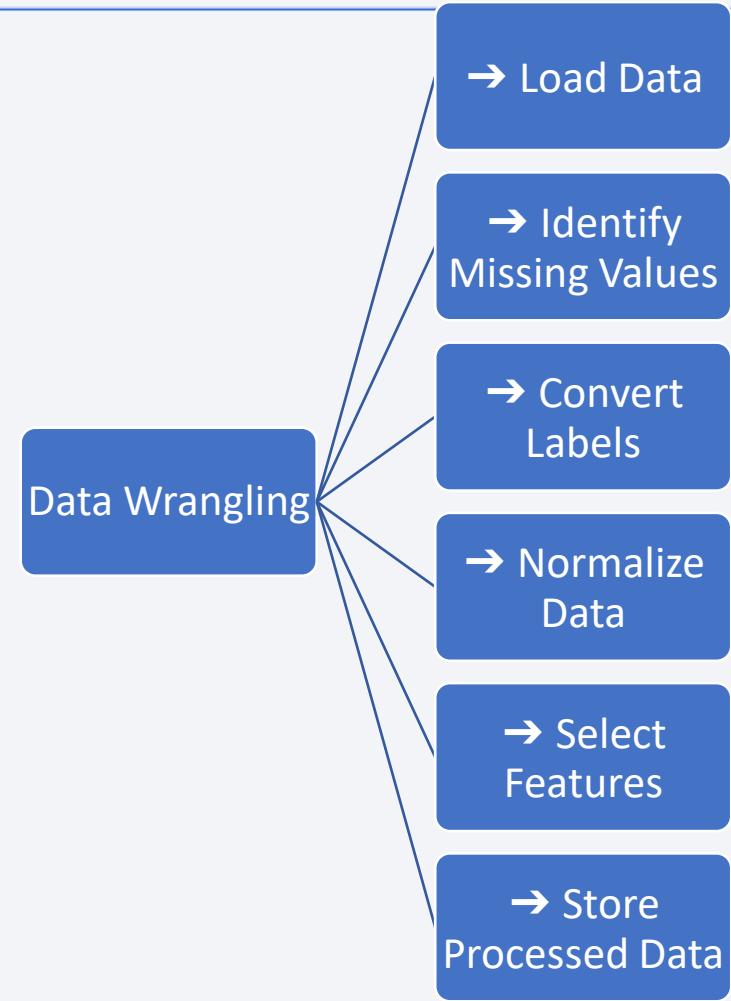 Data Wrangling
➔ Load Data
➔ Identify
Missing Values
➔ Convert
Labels
➔ Normalize
Data
➔ Select
Features
➔ Store
Processed Data